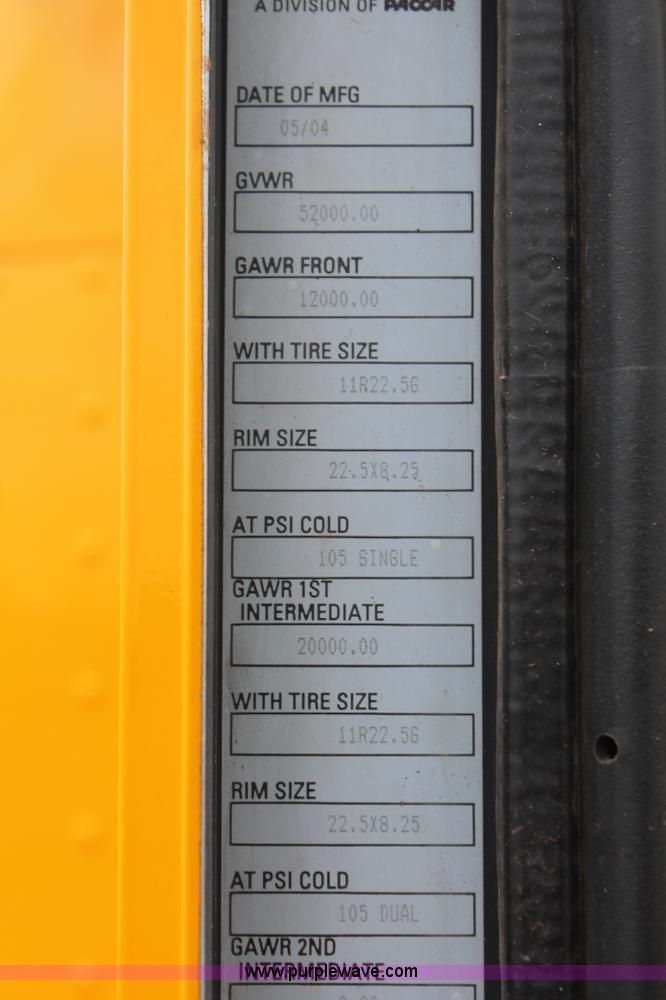 A DIVISION OF PACCAR
DATE OF MFG
05/04
GVWR
52000.00
GAWR FRONT
12000.00
WITH TIRE SIZE
11R22.5G
RIM SIZE
22.5X8.25
AT PSI COLD
105 SINGLE
GAWR 1ST
INTERMEDIATE
20000.00
WITH TIRE SIZE
11R22.5G
RIM SIZE
22.5X8.25
AT PSI COLD
105 DUAL
GAWR 2ND
INTERMEDIATE
www.purplewave.com